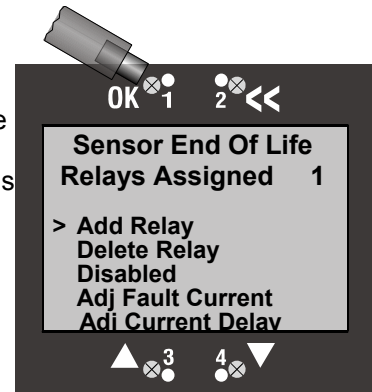 e
s
OK 1 2 <<
Sensor End Of Life
Relays Assigned 1
> Add Relay
Delete Relay
Disabled
Adj Fault Current
Adj Current Delay
3 4